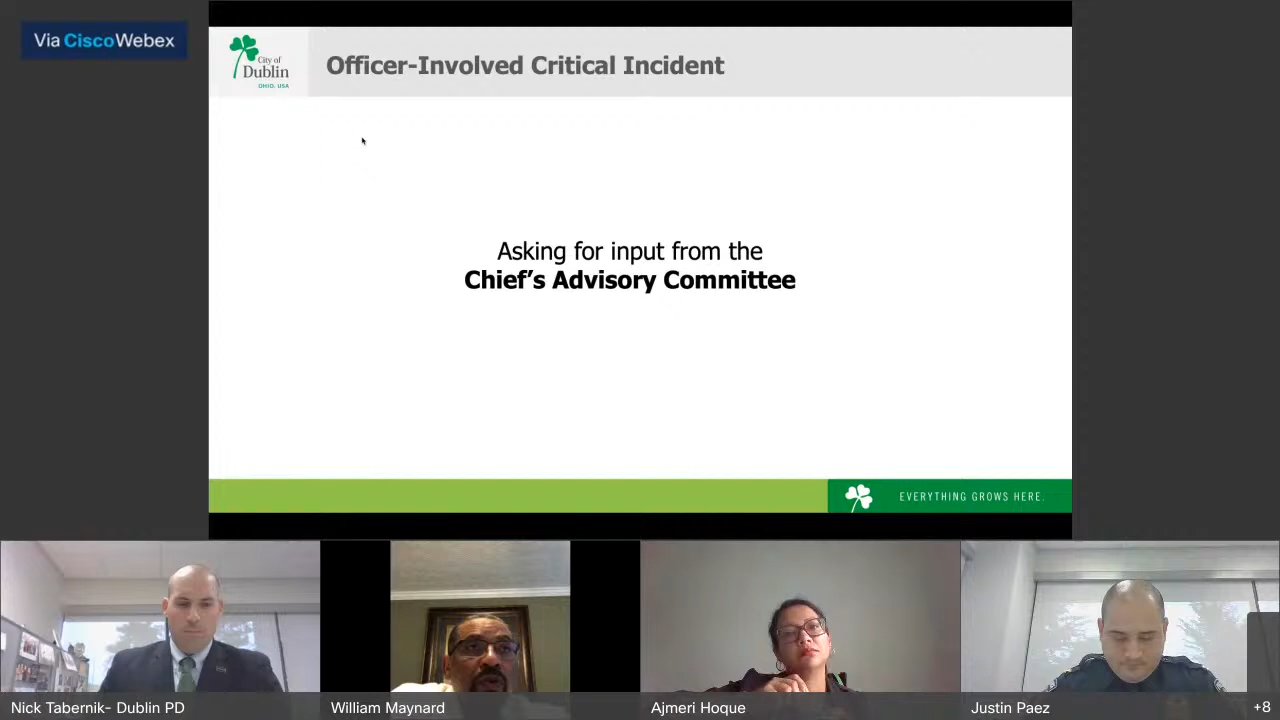 Via CiscoWebex
City of
Dublin
OHIO, USA
Officer-Involved Critical Incident
Asking for input from the
Chief's Advisory Committee
EVERYTHING GROWS HERE.
Nick Tabernik- Dublin PD
William Maynard
Ajmeri Hoque
Justin Paez
+8